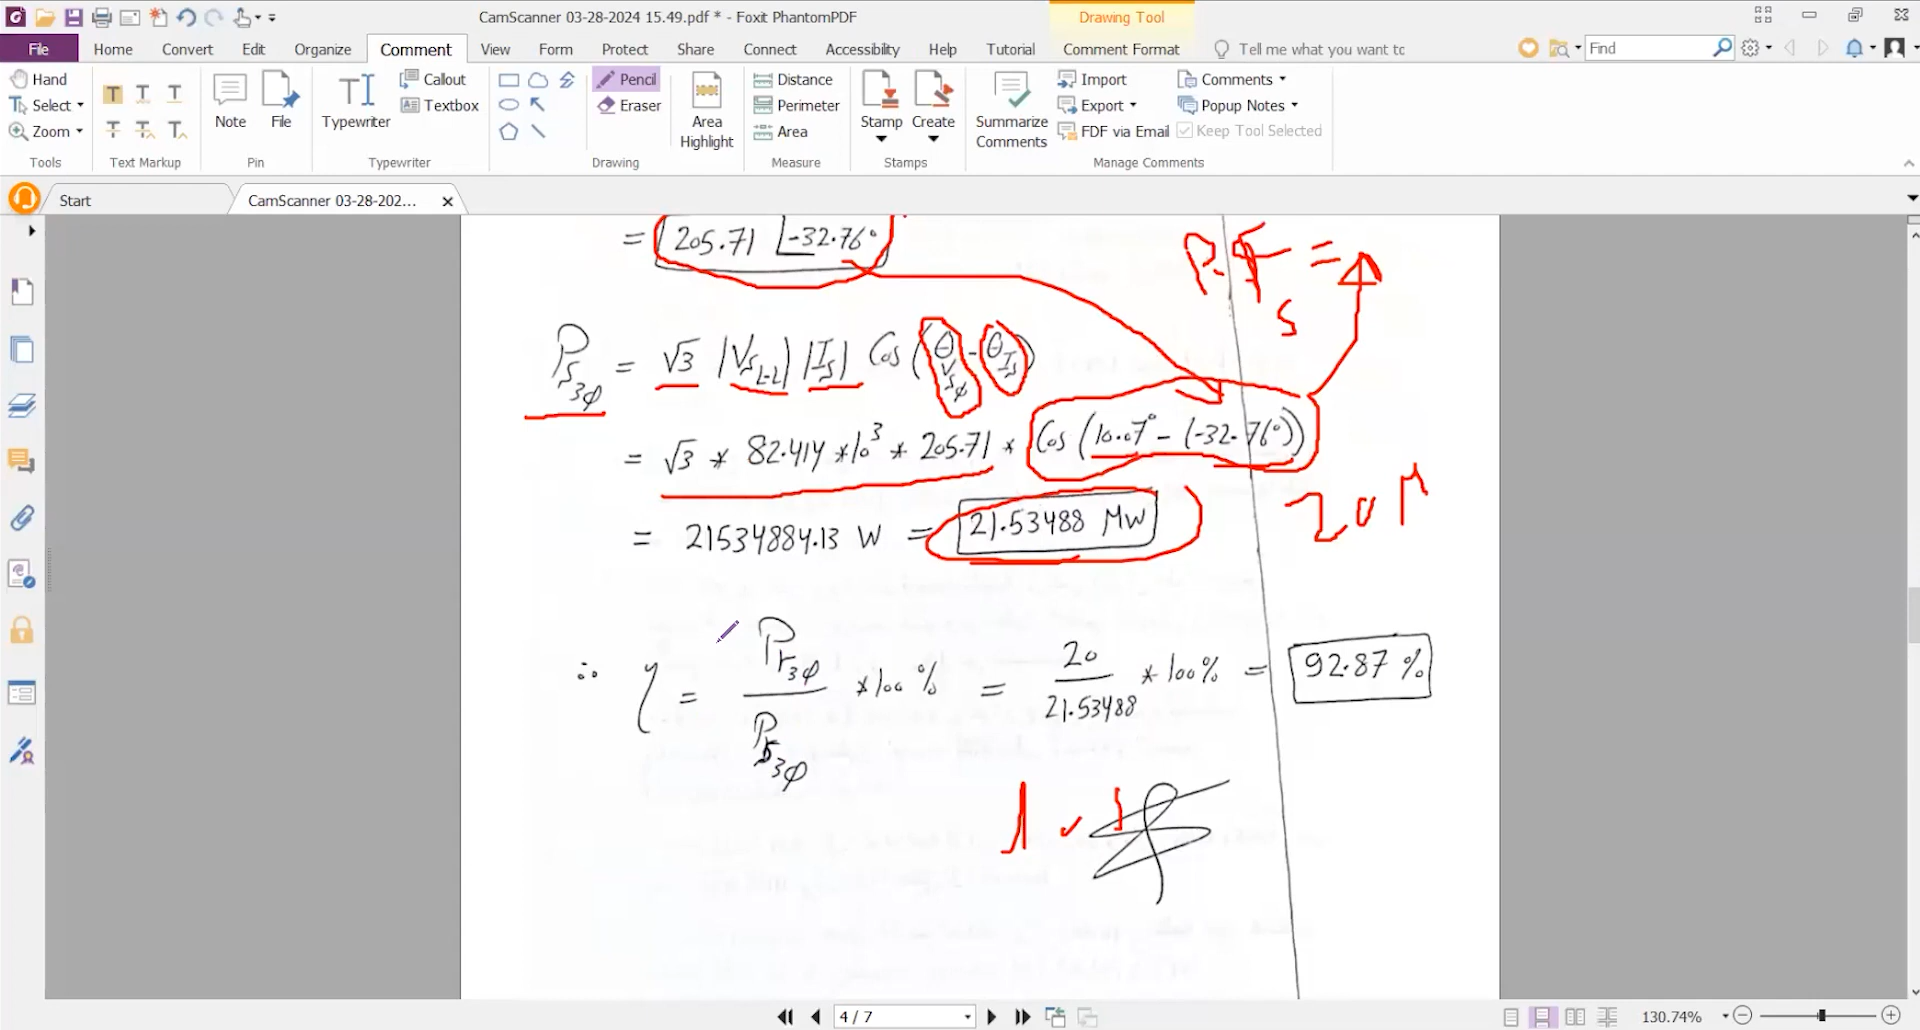 CamScanner 03-28-2024 15.49.pdf * - Foxit PhantomPDF
Drawing Tool
File Home Convert Edit Organize Comment View Form Protect Share Connect Accessibility Help Tutorial Comment Format Tell me what you want to Find
Hand
Select
Zoom
Tools
T T T
T T T
Text Markup
Note File
Pin
Typewriter
Callout
Textbox
Typewriter
Pencil
Eraser
Drawing
Area Highlight
Distance
Perimeter
Area
Measure
Stamp Create
Stamps
Summarize Comments
Import
Export
FDF via Email
Comments
Popup Notes
Keep Tool Selected
Manage Comments
Start CamScanner 03-28-202...
= 205.71 ∠-32.76°
P.f s =
P_S3φ = √3 |V_S L-L| |I_S| Cos (θ_VSφ - θ_IS)
= √3 * 82.414 * 10³ * 205.71 * Cos (10.07° - (-32.76°))
= 21534884.13 W = 21.53488 MW
20 M
∴ η = P_r3φ / P_S3φ * 100 % = 20 / 21.53488 * 100 % = 92.87 %
4 / 7
130.74%